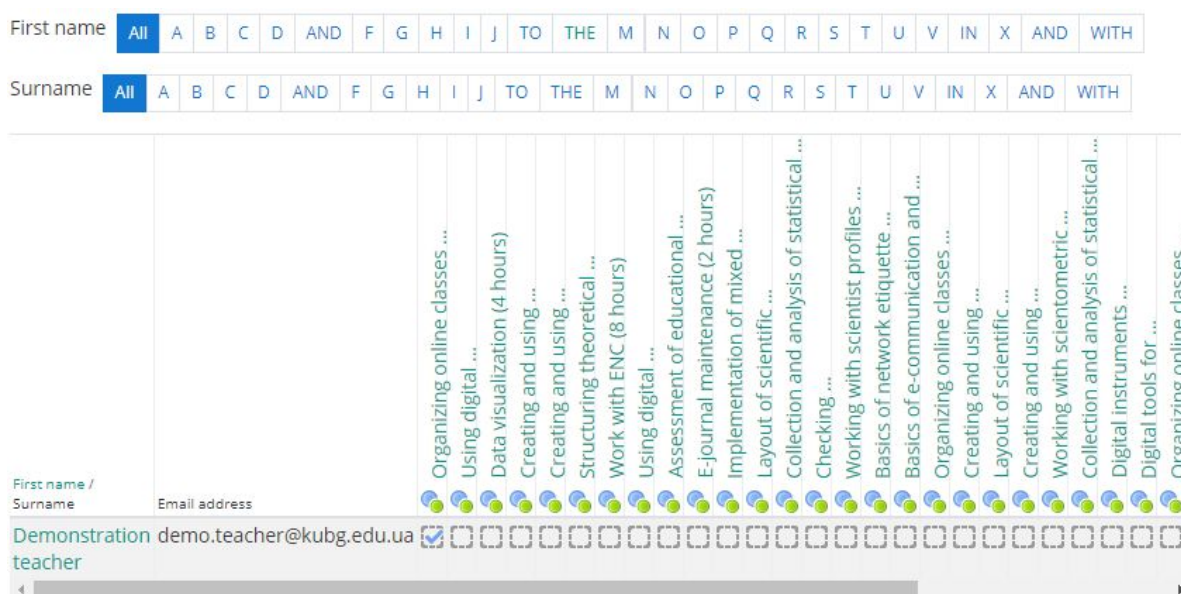 First name All A B C D AND F G H I J TO THE M N O P Q R S T U V IN X AND WITH
Surname All A B C D AND F G H I J TO THE M N O P Q R S T U V IN X AND WITH
Organizing online classes ...
Using digital ...
Data visualization (4 hours)
Creating and using ...
Creating and using ...
Structuring theoretical ...
Work with ENC (8 hours)
Using digital...
Assessment of educational ...
E-journal maintenance (2 hours)
Implementation of mixed ...
Layout of scientific ...
Collection and analysis of statistical ...
Checking ...
Working with scientist profiles ...
Basics of network etiquette ...
Basics of e-communication and ...
Organizing online classes ...
Creating and using ...
Layout of scientific ...
Creating and using ...
Working with scientometric ...
Collection and analysis of statistical ...
Digital instruments ...
Digital tools for ...
Organizing online classes
First name /
Surname Email address
Demonstration demo.teacher@kubg.edu.ua
teacher